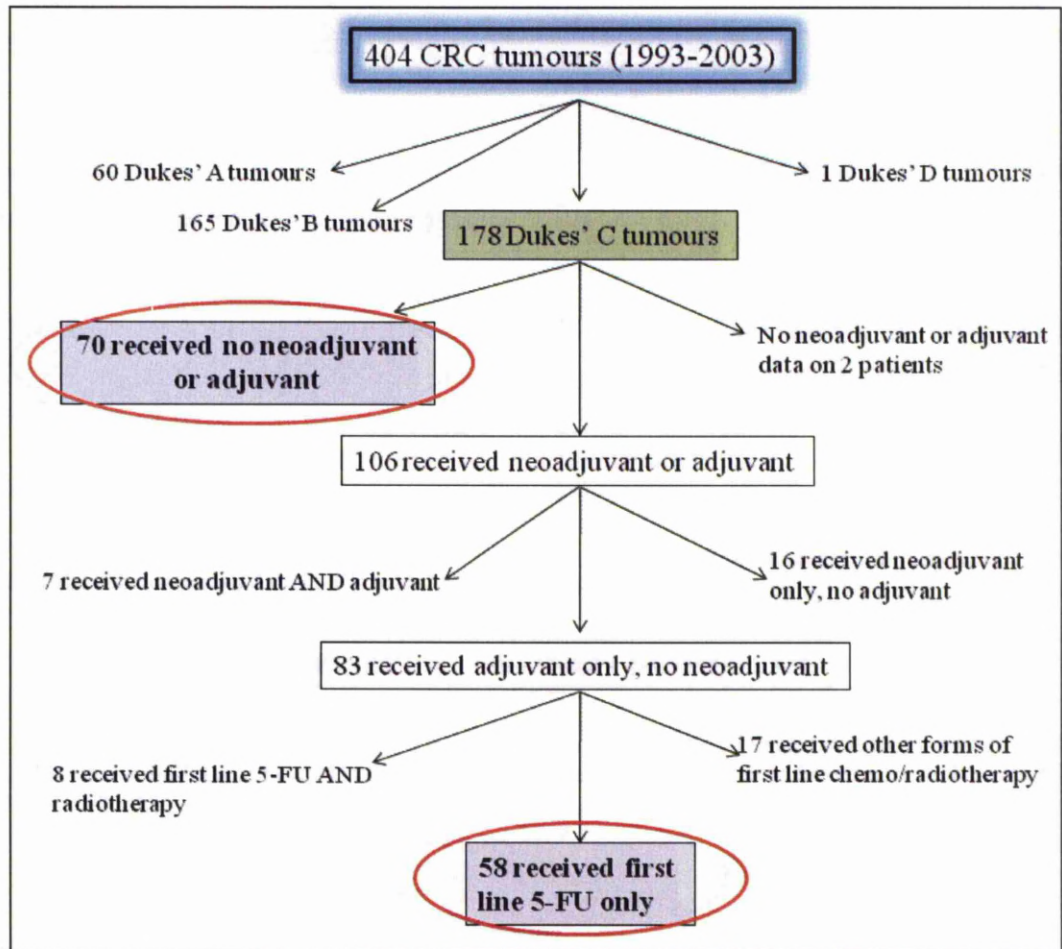 404 CRC tumours (1993-2003)
60 Dukes' A tumours
1 Dukes' D tumours
165 Dukes' B tumours
178 Dukes' C tumours
70 received no neoadjuvant
or adjuvant
No neoadjuvant or adjuvant
data on 2 patients
106 received neoadjuvant or adjuvant
7 received neoadjuvant AND adjuvant
16 received neoadjuvant
only, no adjuvant
83 received adjuvant only, no neoadjuvant
8 received first line 5-FU AND
radiotherapy
17 received other forms of
first line chemo/radiotherapy
58 received first
line 5-FU only